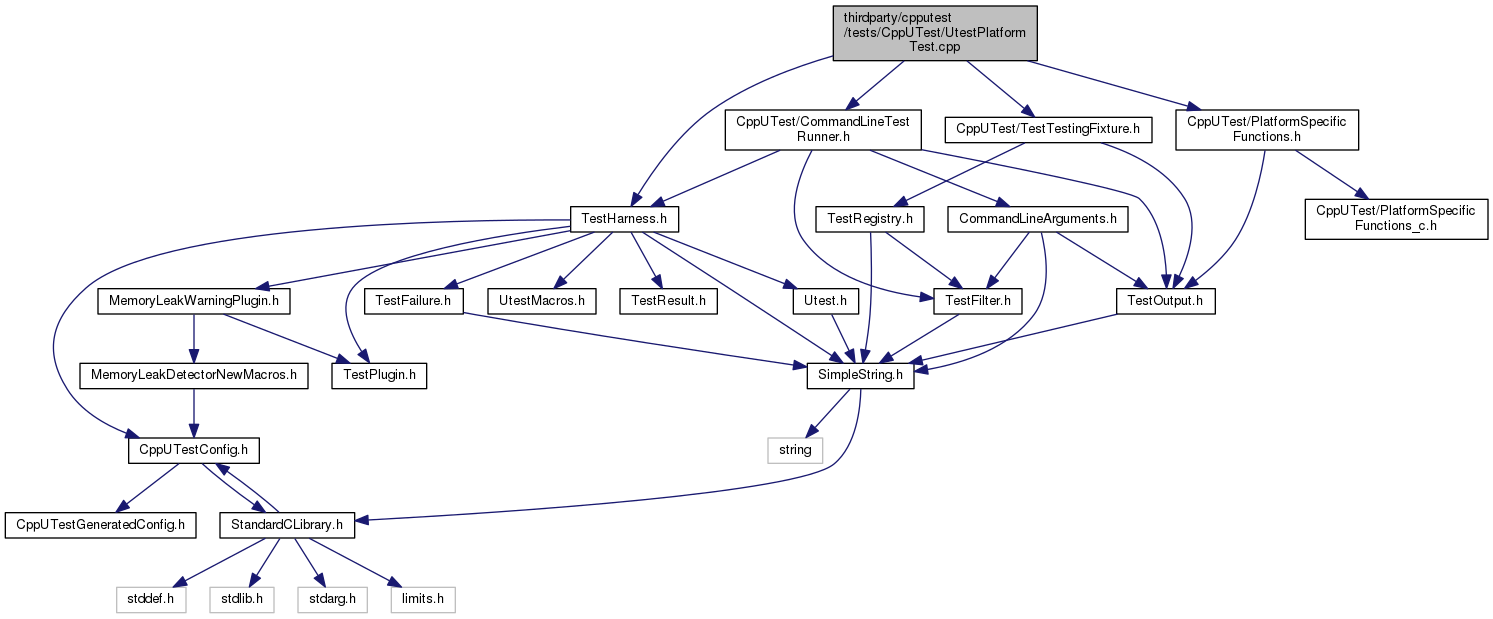 thirdparty/cpputest
/tests/CppUTest/UtestPlatform
Test.cpp
CppUTest/CommandLineTest
Runner.h
CppUTest/TestTestingFixture.h
CppUTest/PlatformSpecific
Functions.h
TestHarness.h
TestRegistry.h
CommandLineArguments.h
CppUTest/PlatformSpecific
Functions_c.h
MemoryLeakWarningPlugin.h
TestFailure.h
UtestMacros.h
TestResult.h
Utest.h
TestFilter.h
TestOutput.h
MemoryLeakDetectorNewMacros.h
TestPlugin.h
SimpleString.h
CppUTestConfig.h
string
CppUTestGeneratedConfig.h
StandardCLibrary.h
stddef.h
stdlib.h
stdarg.h
limits.h